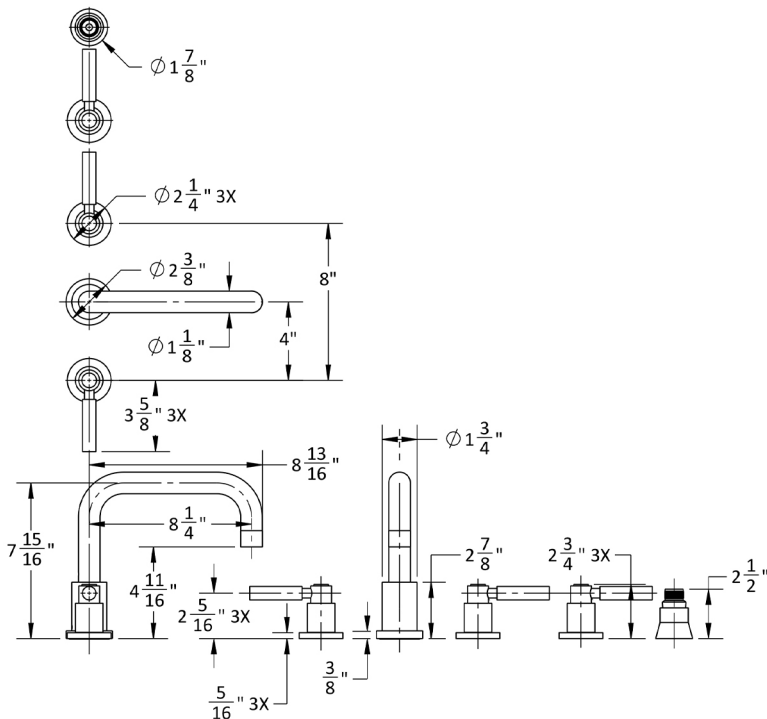 ∅1 7/8"
∅2 1/4" 3X
∅2 3/8"
8"
∅1 1/8"
4"
3 5/8" 3X
∅1 3/4"
8 13/16"
8 1/4"
7 15/16"
4 11/16"
2 7/8"
2 3/4" 3X
2 1/2"
2 5/16" 3X
3/8"
5/16" 3X